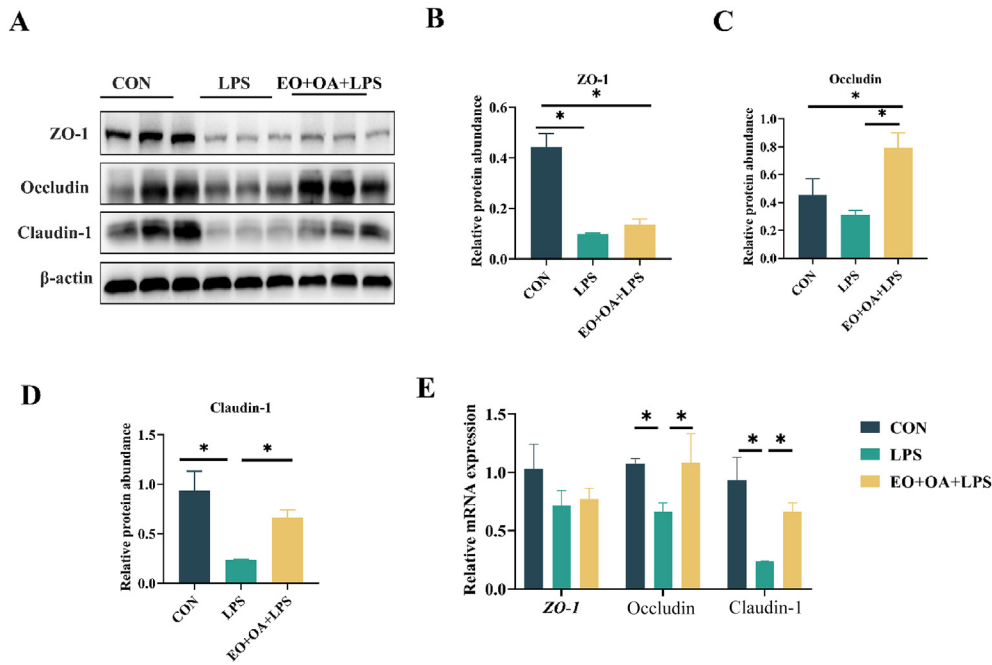 A
CON LPS EO+OA+LPS
ZO-1
Occludin
Claudin-1
β-actin
B
ZO-1
*
*
Relative protein abundance
0.6
0.4
0.2
0.0
CON
LPS
EO+OA+LPS
C
Occludin
*
*
Relative protein abundance
1.0
0.8
0.6
0.4
0.2
0.0
CON
LPS
EO+OA+LPS
D
Claudin-1
* *
Relative protein abundance
1.5
1.0
0.5
0.0
CON
LPS
EO+OA+LPS
E
* * * *
Relative mRNA expression
1.5
1.0
0.5
0.0
ZO-1 Occludin Claudin-1
CON
LPS
EO+OA+LPS